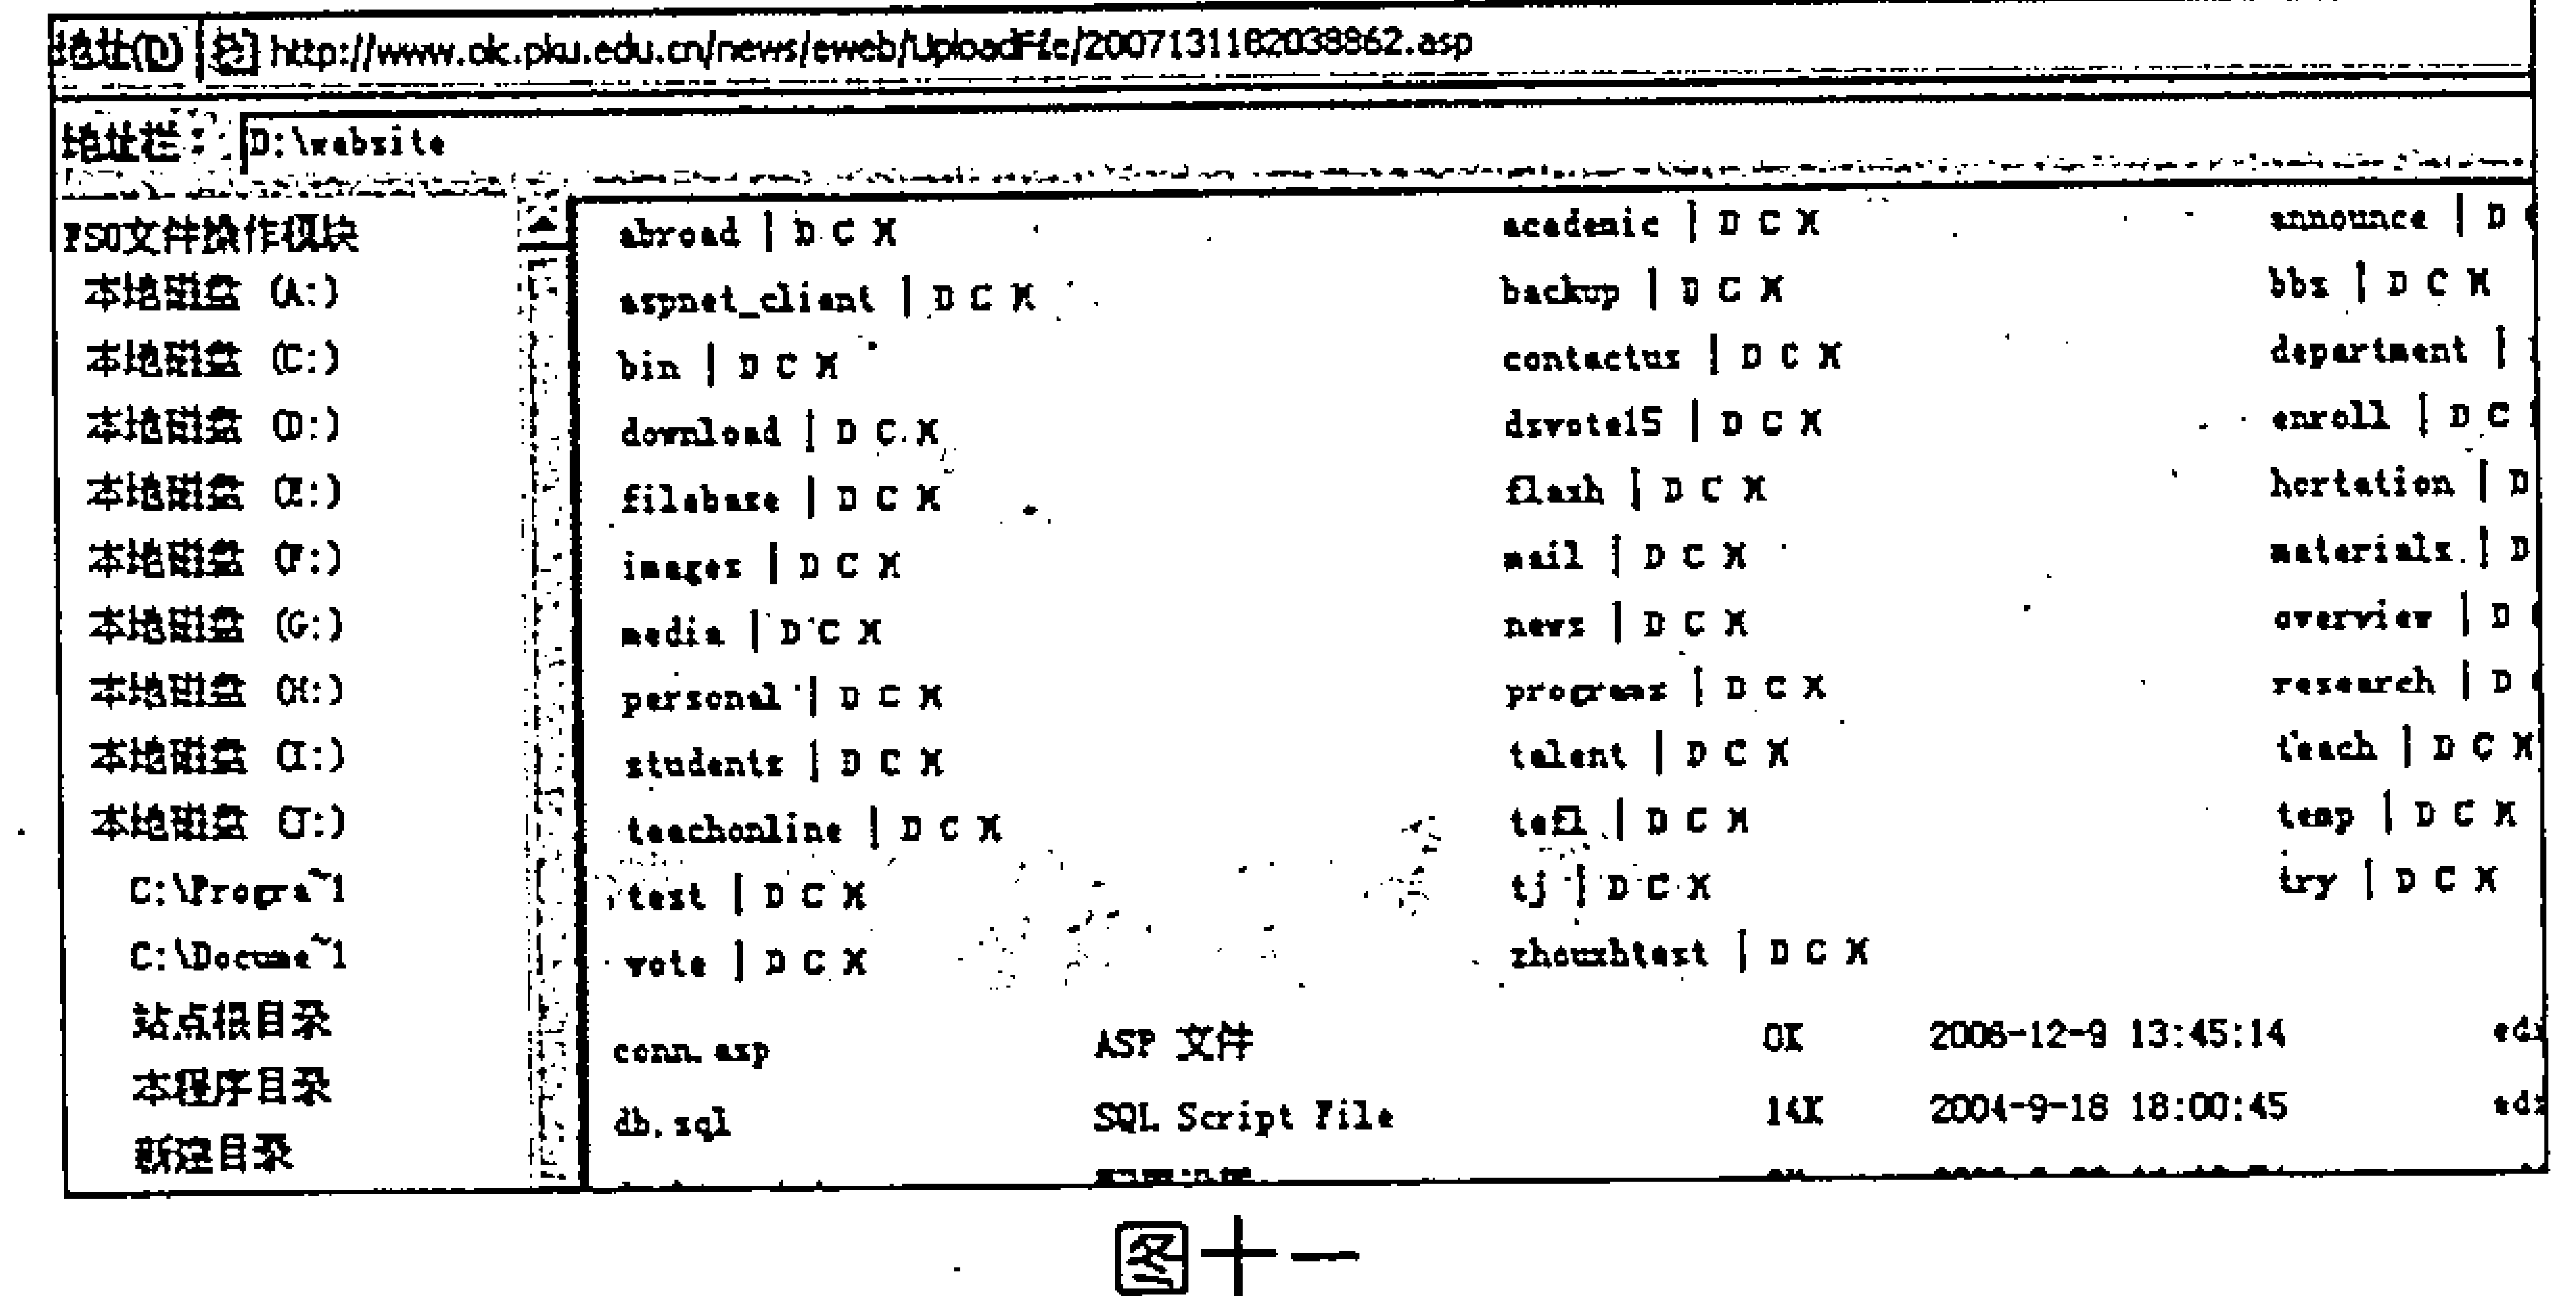 地址(D) http://www.ok.pku.edu.cn/news/eweb/UploadFile/2007131182038862.asp
地址栏: D:\website
FSO文件操作模块
本地磁盘 (A:)
本地磁盘 (C:)
本地磁盘 (D:)
本地磁盘 (E:)
本地磁盘 (F:)
本地磁盘 (G:)
本地磁盘 (H:)
本地磁盘 (I:)
本地磁盘 (J:)
C:\Progra~1
C:\Docume~1
站点根目录
本程序目录
新建目录
abroad | D C M academic | D C M announce | D
aspnet_client | D C M backup | D C M bbs | D C M
bin | D C M contactus | D C M department |
download | D C M dsvote15 | D C M enroll | D C
filebase | D C M flash | D C M hortation | D
images | D C M mail | D C M materials | D
media | D C M news | D C M overview | D
personal | D C M programs | D C M research | D
students | D C M talent | D C M teach | D C M
teachonline | D C M tefl | D C M temp | D C M
test | D C M tj | D C M try | D C M
vote | D C M zhouxhtest | D C M
conn.asp ASP 文件 0K 2006-12-9 13:45:14
db.sql SQL Script File 14K 2004-9-18 18:00:45
图十一